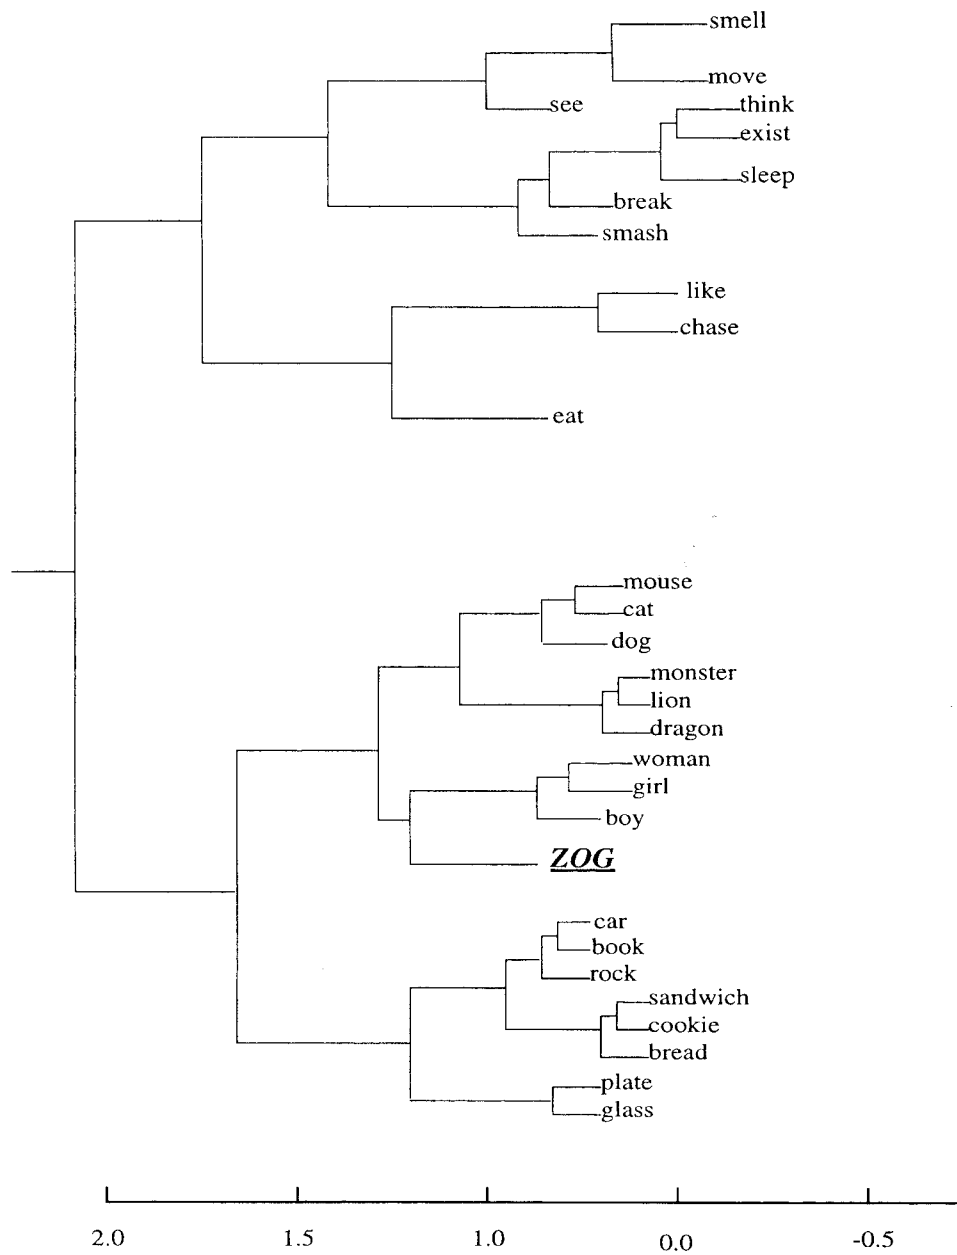 smell
move
see
think
exist
sleep
break
smash
like
chase
eat
mouse
cat
dog
monster
lion
dragon
woman
girl
boy
ZOG
car
book
rock
sandwich
cookie
bread
plate
glass
2.0 1.5 1.0 0.0 -0.5